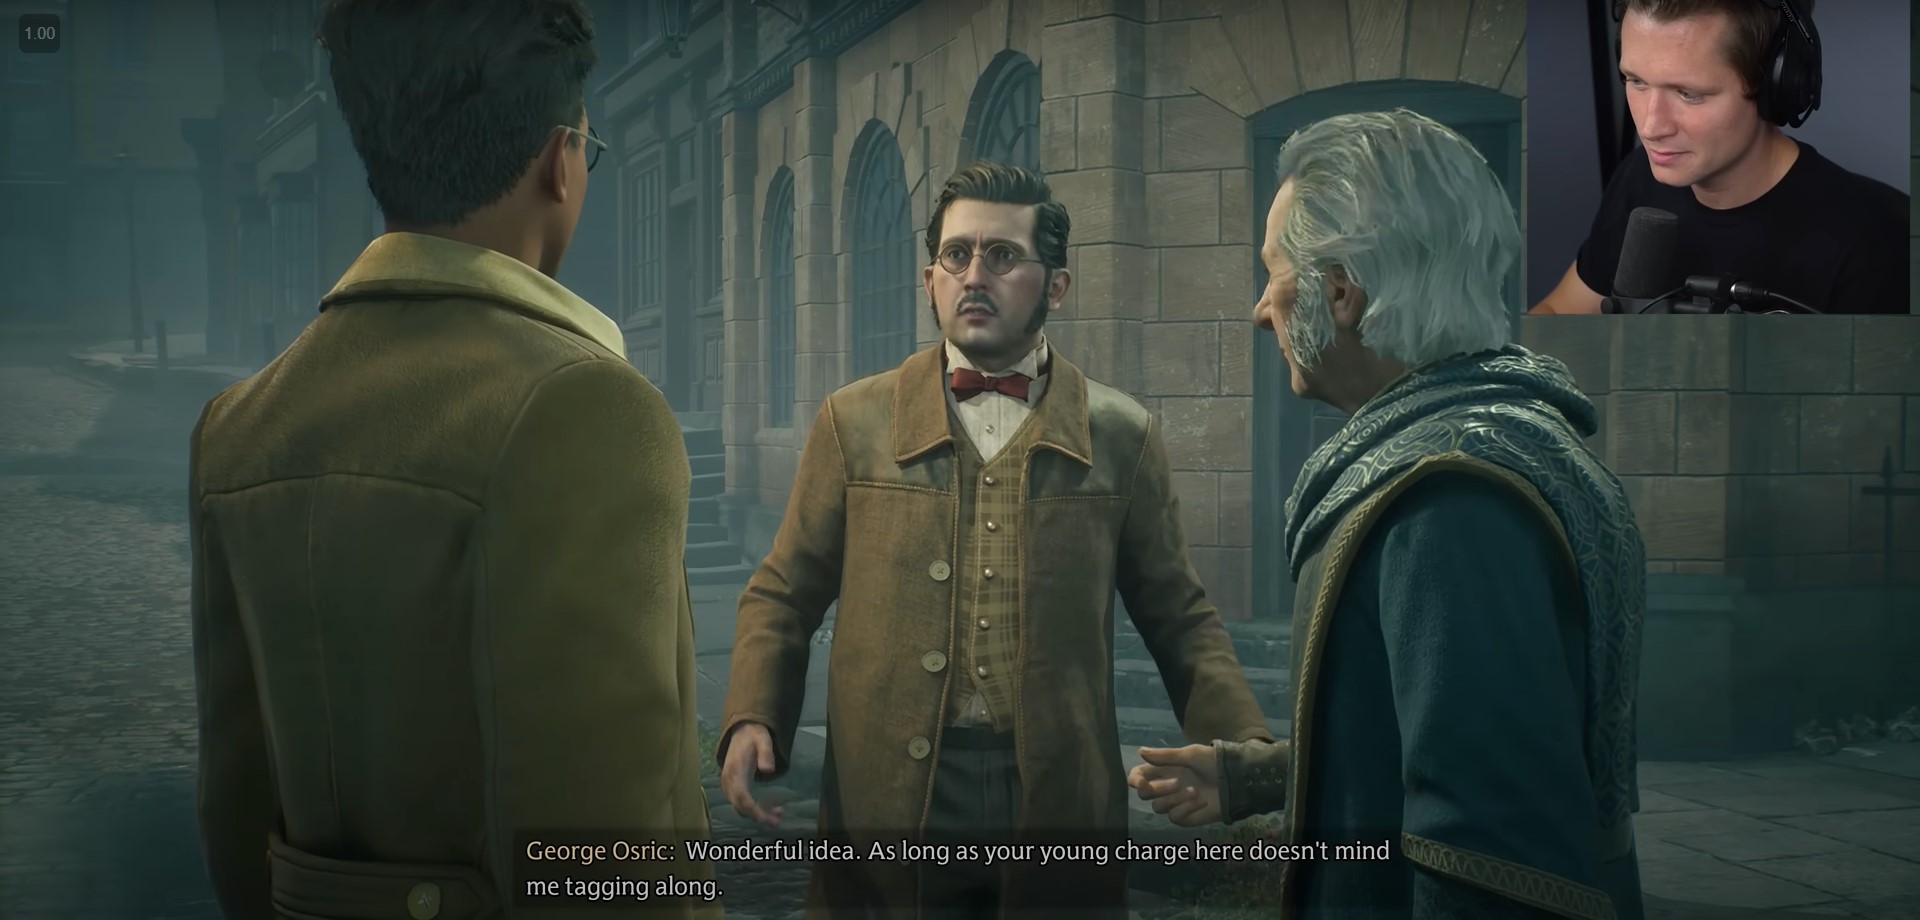 1.00
George Osric: Wonderful idea. As long as your young charge here doesn't mind
me tagging along.